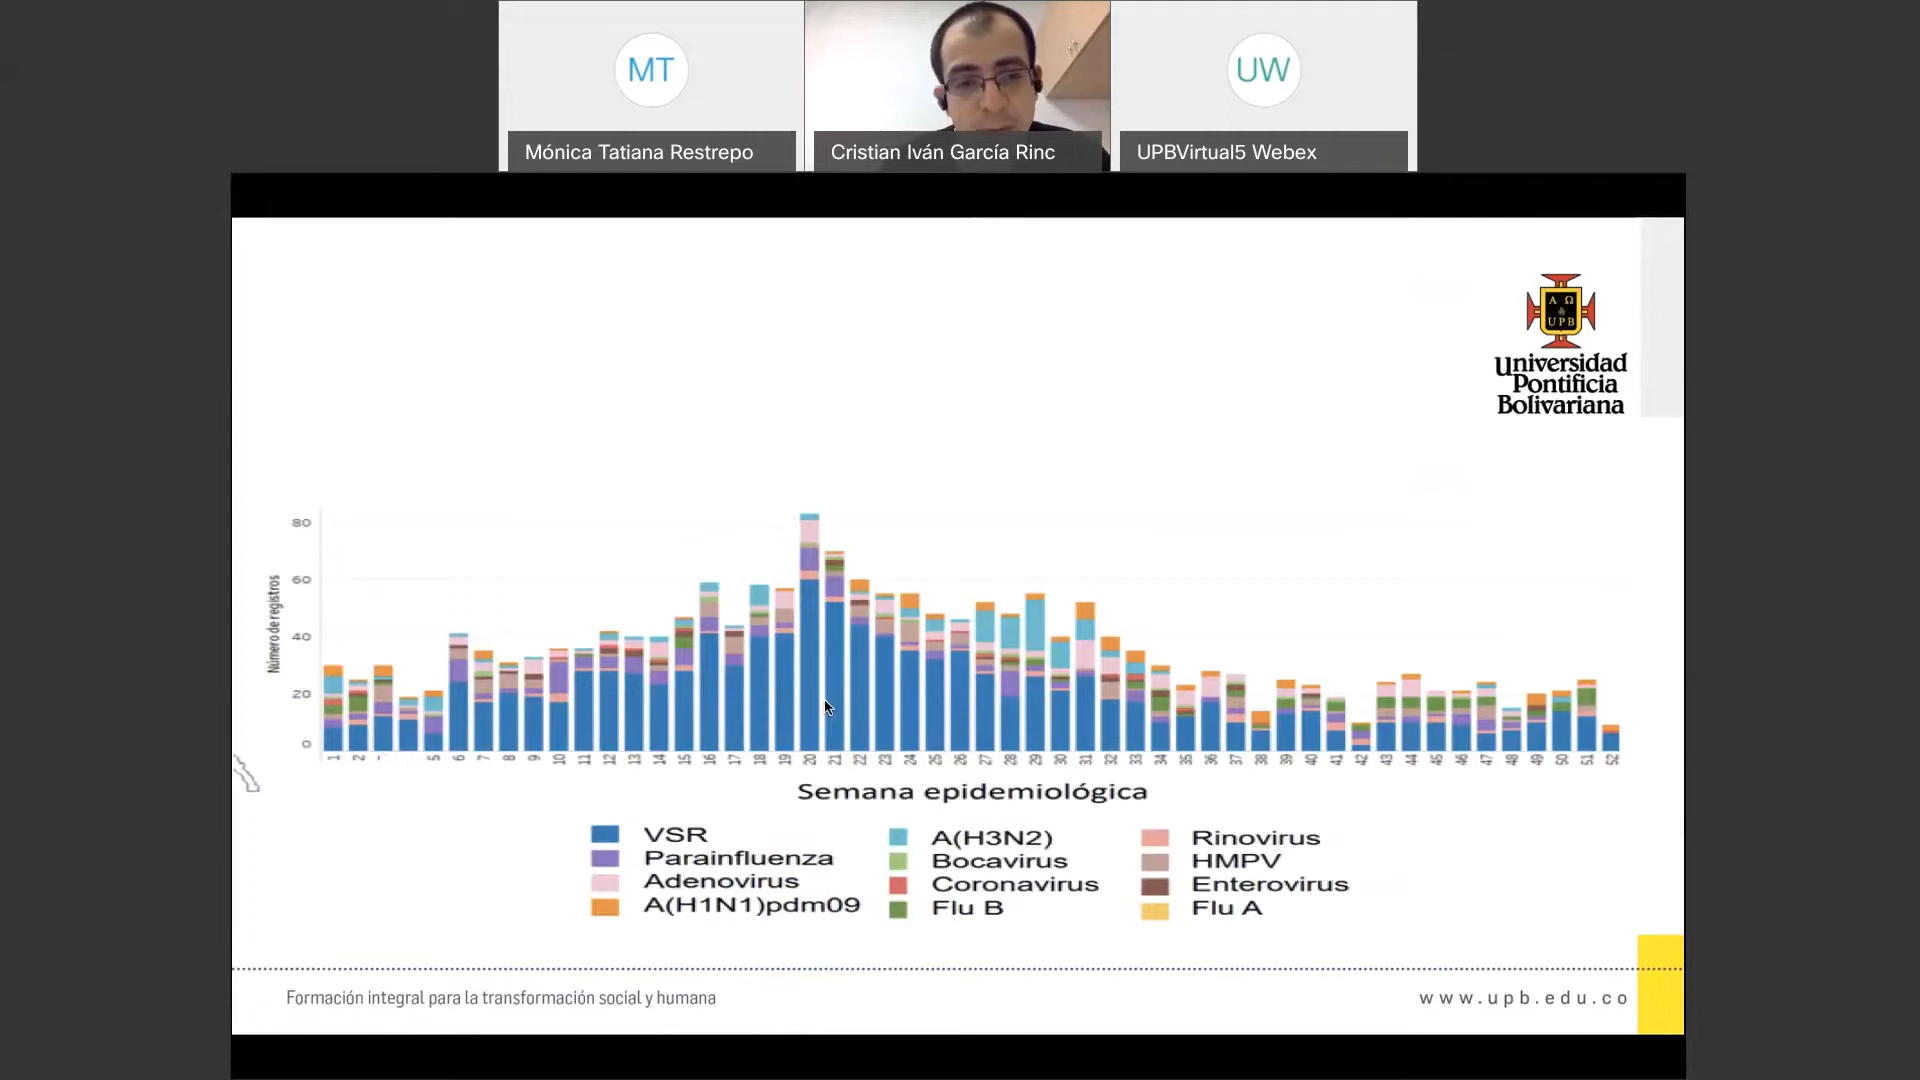 MT
UW
Mónica Tatiana Restrepo
Cristian Iván García Rinc
UPBVirtual5 Webex
Α Ω
UPB
Universidad
Pontificia
Bolivariana
Número de registros
80
60
40
20
0
1 2 - 5 6 7 8 9 10 11 12 13 14 15 16 17 18 19 20 21 22 23 24 25 26 27 28 29 30 31 32 33 34 35 36 37 38 39 40 41 42 43 44 45 46 47 48 49 50 51 52
Semana epidemiológica
VSR
Parainfluenza
Adenovirus
A(H1N1)pdm09
A(H3N2)
Bocavirus
Coronavirus
Flu B
Rinovirus
HMPV
Enterovirus
Flu A
Formación integral para la transformación social y humana
www.upb.edu.co